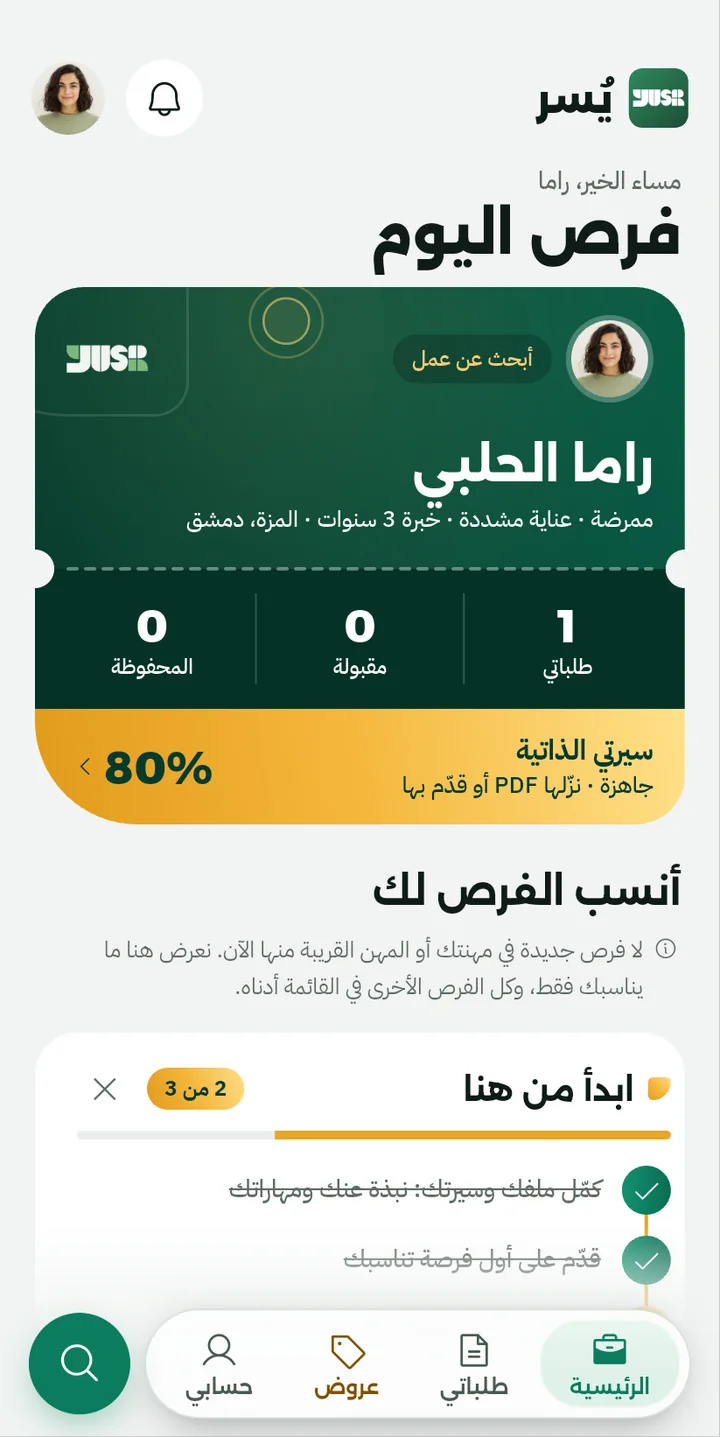 يُسر
YUSR
مساء الخير، راما
فرص اليوم
أبحث عن عمل
YUSR
راما الحلبي
ممرضة · عناية مشددة · خبرة 3 سنوات · المزة، دمشق
1
طلباتي
0
مقبولة
0
المحفوظة
سيرتي الذاتية
جاهزة · نزّلها PDF أو قدّم بها
80%
أنسب الفرص لك
لا فرص جديدة في مهنتك أو المهن القريبة منها الآن. نعرض هنا ما
يناسبك فقط، وكل الفرص الأخرى في القائمة أدناه.
ابدأ من هنا
2 من 3
كمّل ملفك وسيرتك: نبذة عنك ومهاراتك
قدّم على أول فرصة تناسبك
الرئيسية
طلباتي
عروض
حسابي